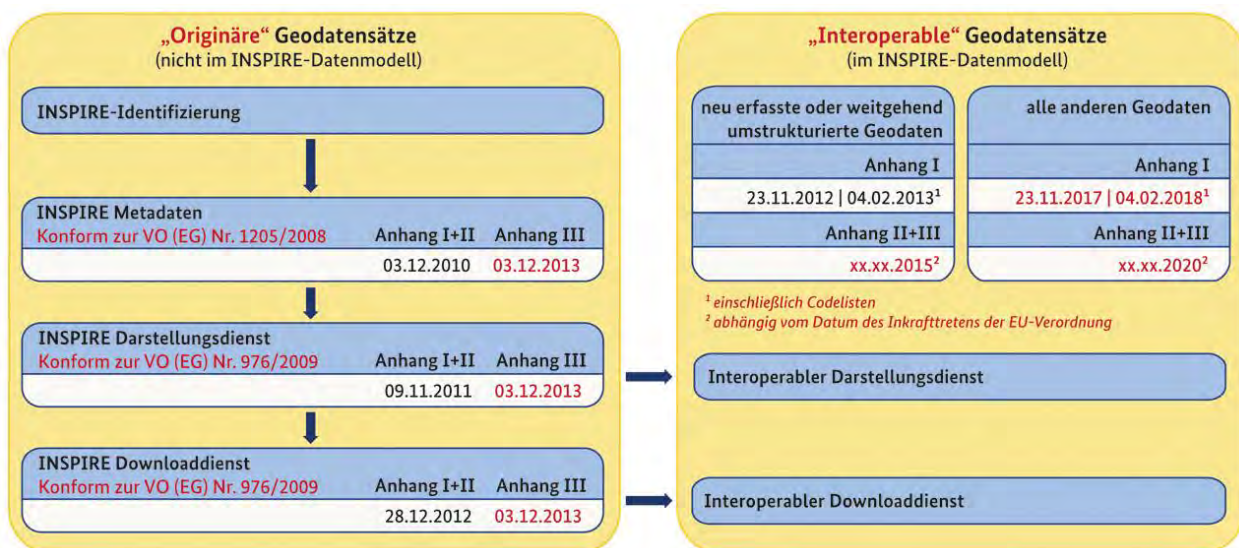 „Originäre“ Geodatensätze
(nicht im INSPIRE-Datenmodell)
INSPIRE-Identifizierung
INSPIRE Metadaten
Konform zur VO (EG) Nr. 1205/2008 Anhang I+II Anhang III
03.12.2010 03.12.2013
INSPIRE Darstellungsdienst
Konform zur VO (EG) Nr. 976/2009 Anhang I+II Anhang III
09.11.2011 03.12.2013
INSPIRE Downloaddienst
Konform zur VO (EG) Nr. 976/2009 Anhang I+II Anhang III
28.12.2012 03.12.2013
„Interoperable“ Geodatensätze
(im INSPIRE-Datenmodell)
neu erfasste oder weitgehend
umstrukturierte Geodaten
Anhang I
23.11.2012 | 04.02.2013¹
Anhang II+III
xx.xx.2015²
alle anderen Geodaten
Anhang I
23.11.2017 | 04.02.2018¹
Anhang II+III
xx.xx.2020²
¹ einschließlich Codelisten
² abhängig vom Datum des Inkrafttretens der EU-Verordnung
Interoperabler Darstellungsdienst
Interoperabler Downloaddienst